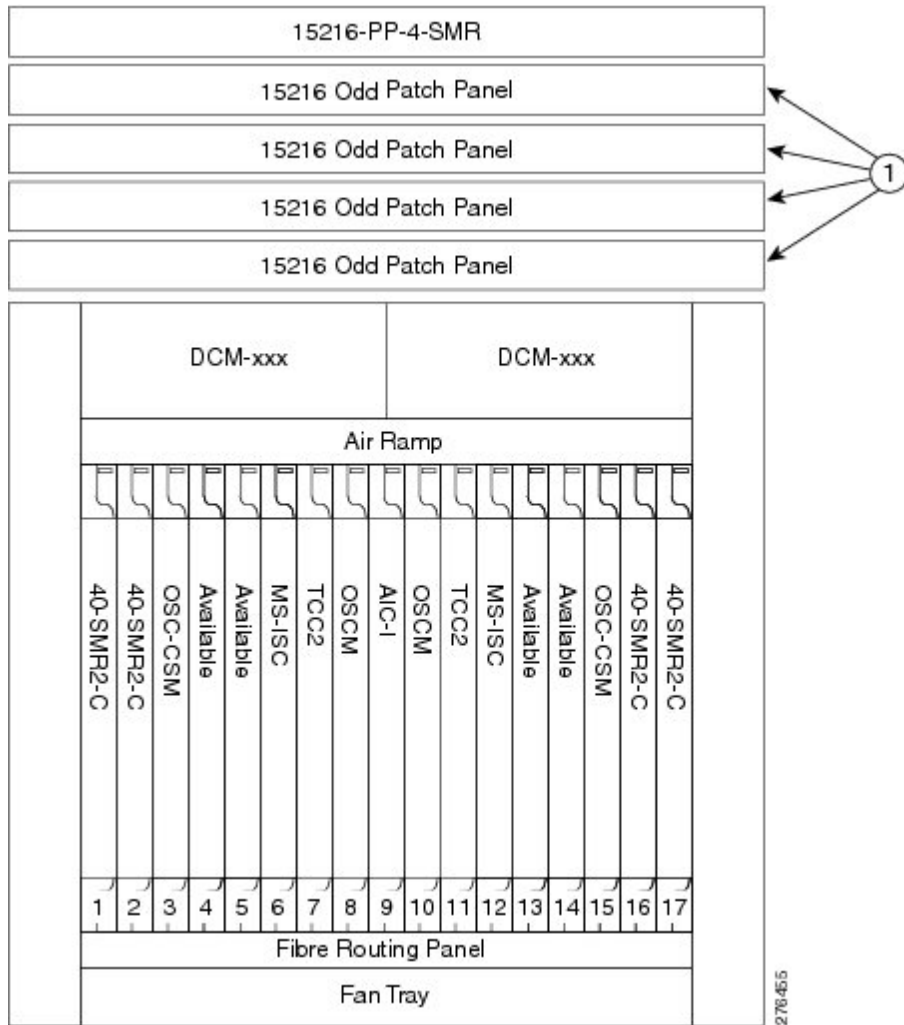 15216-PP-4-SMR
15216 Odd Patch Panel
15216 Odd Patch Panel
15216 Odd Patch Panel
15216 Odd Patch Panel
1
DCM-xxx
DCM-xxx
Air Ramp
40-SMR2-C
40-SMR2-C
OSC-CSM
Available
Available
MS-ISC
TCC2
OSCM
AIC-I
OSCM
TCC2
MS-ISC
Available
Available
OSC-CSM
40-SMR2-C
40-SMR2-C
1 2 3 4 5 6 7 8 9 10 11 12 13 14 15 16 17
Fibre Routing Panel
Fan Tray
276455